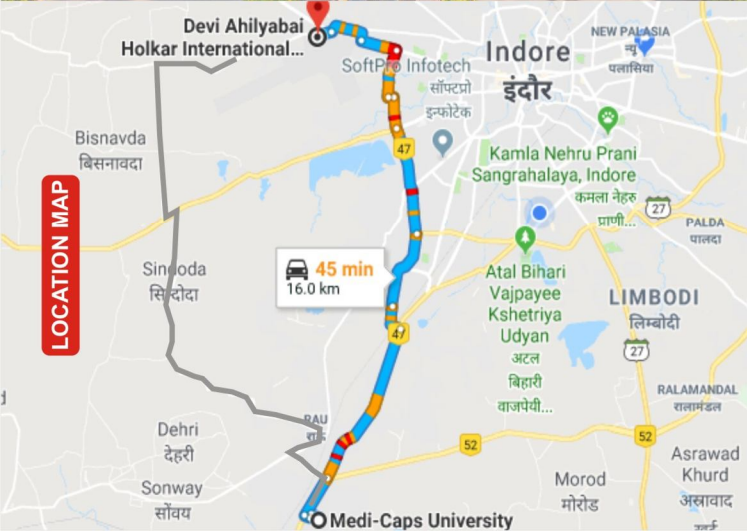 Devi Ahilyabai
Holkar International...
NEW PALASIA
न्यू
पलासिया
Indore
इंदौर
SoftPro Infotech
सॉफ्टप्रो
इन्फोटेक
Bisnavda
बिसनावदा
47
Kamla Nehru Prani
Sangrahalaya, Indore
कमला नेहरु
प्राणी...
27
PALDA
पालदा
LOCATION MAP
Sindoda
सिन्दोदा
45 min
16.0 km
Atal Bihari
Vajpayee
Kshetriya
Udyan
अटल
बिहारी
वाजपेयी...
LIMBODI
लिम्बोदी
47
27
RALAMANDAL
रालामंडल
RAU
राऊ
Dehri
देहरी
52
52
Asrawad
Khurd
अस्रावाद
खुर्द
Morod
मोरोड
Sonway
सोंवय
Medi-Caps University